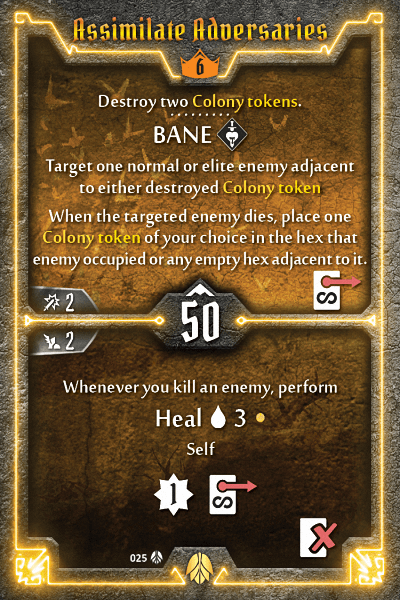 Assimilate Adversaries
6
Destroy two Colony tokens.
BANE
Target one normal or elite enemy adjacent
to either destroyed Colony token
When the targeted enemy dies, place one
Colony token of your choice in the hex that
enemy occupied or any empty hex adjacent to it.
2
50
2
Whenever you kill an enemy, perform
Heal 3
Self
1
025